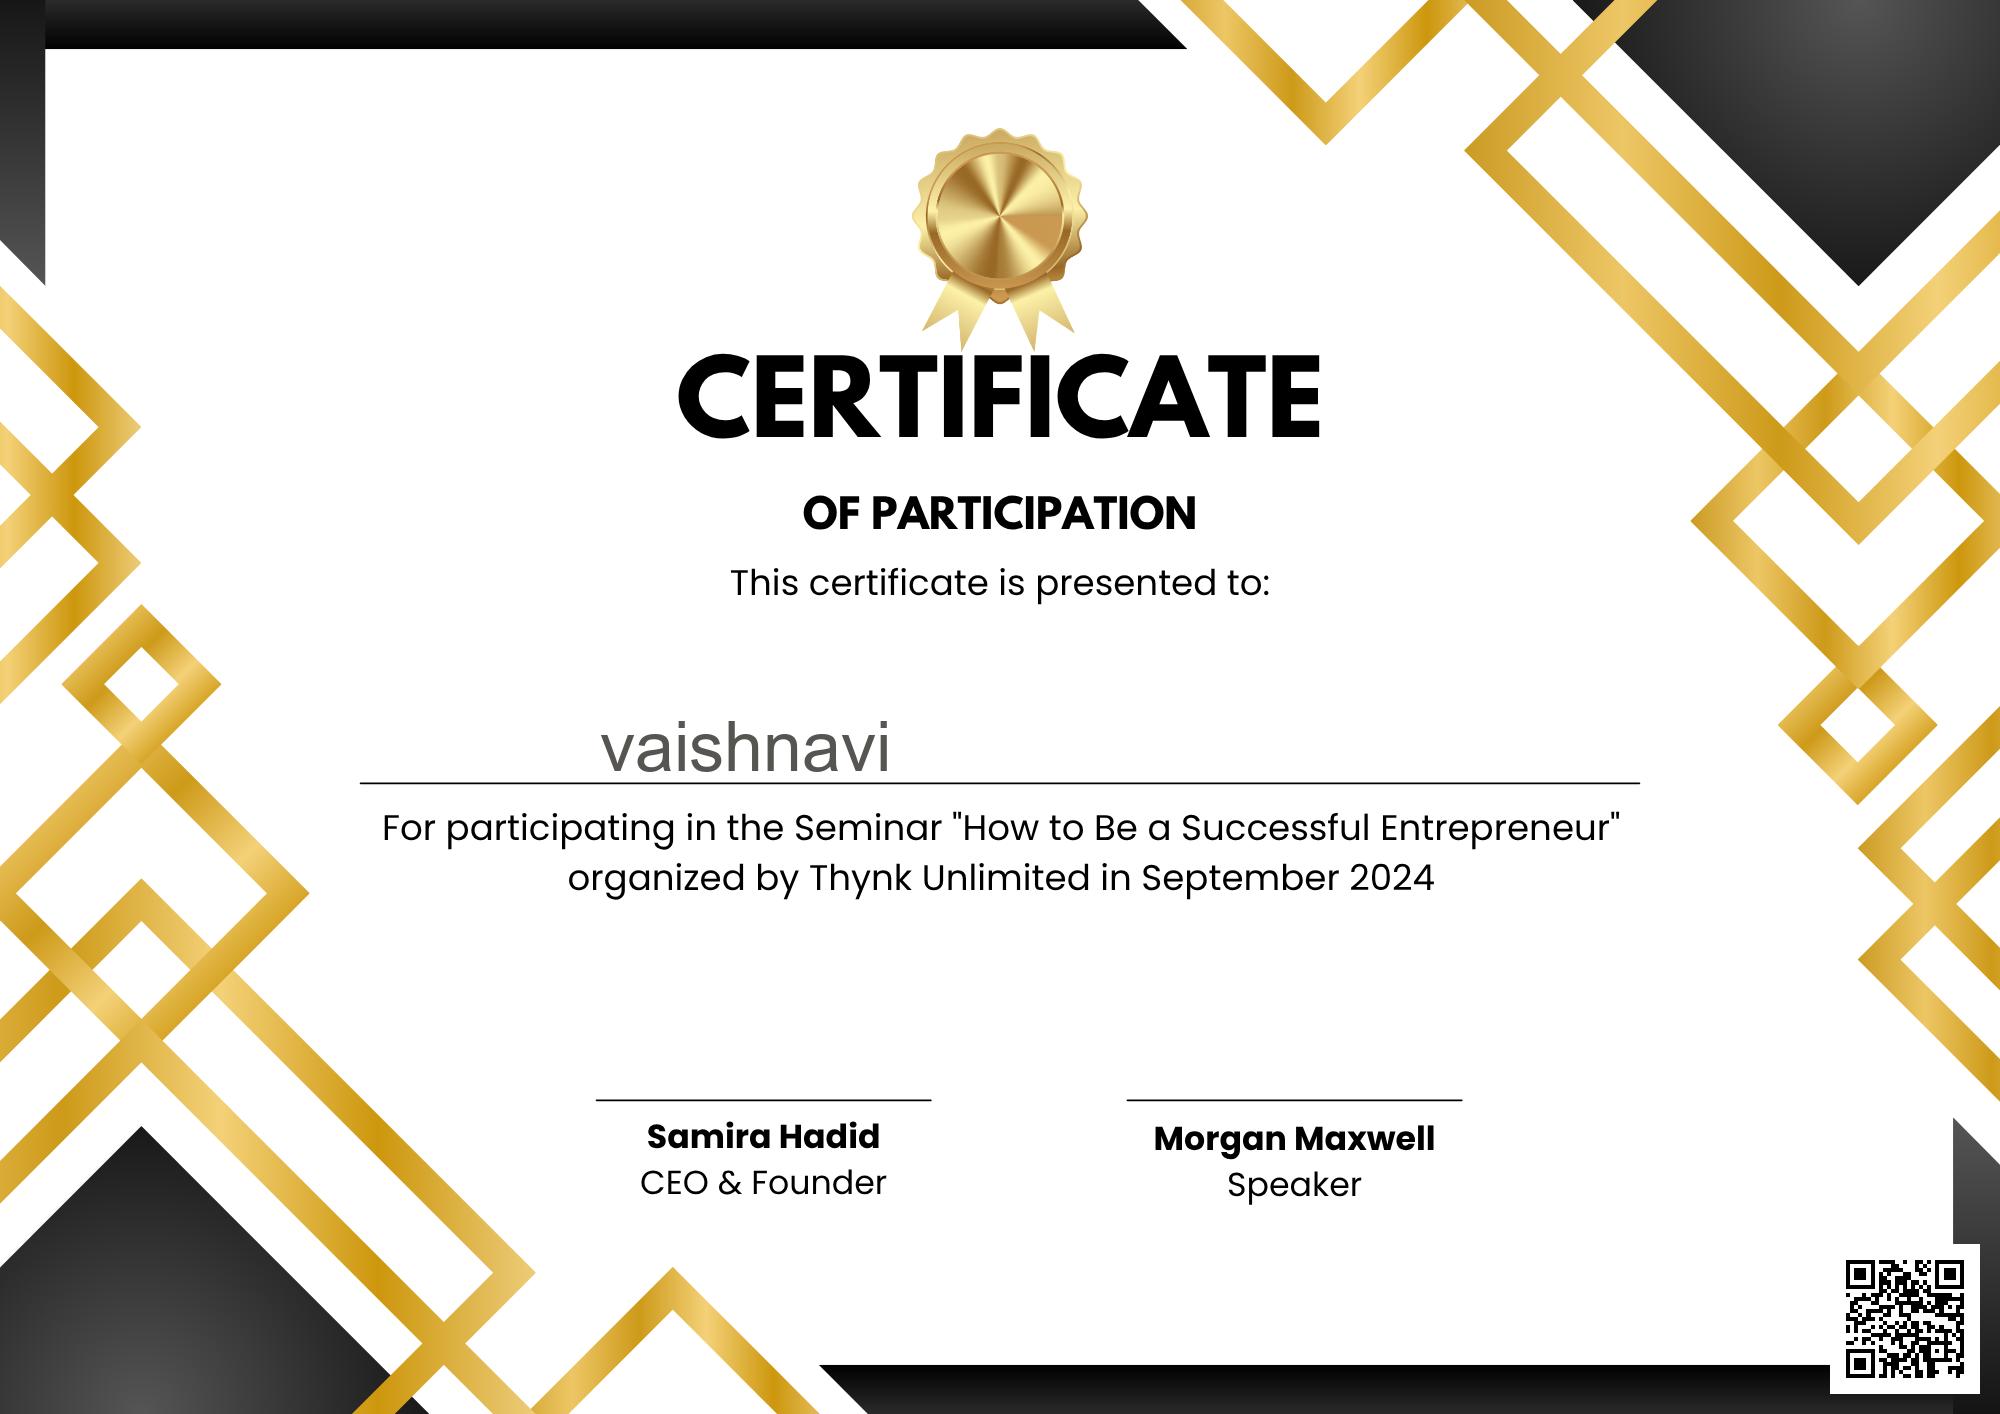 CERTIFICATE
OF PARTICIPATION
This certificate is presented to:
vaishnavi
For participating in the Seminar "How to Be a Successful Entrepreneur"
organized by Thynk Unlimited in September 2024
Samira Hadid
CEO & Founder
Morgan Maxwell
Speaker